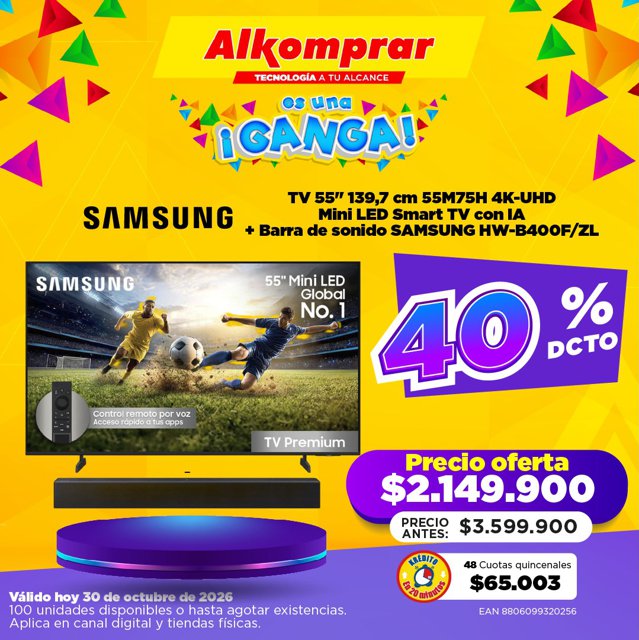 Alkomprar
TECNOLOGÍA A TU ALCANCE
es una
¡GANGA!
SAMSUNG
TV 55" 139,7 cm 55M75H 4K-UHD
Mini LED Smart TV con IA
+ Barra de sonido SAMSUNG HW-B400F/ZL
SAMSUNG
55" Mini LED
Global
No. 1
Control remoto por voz
Acceso rápido a tus apps
TV Premium
40%
DCTO
Precio oferta
$2.149.900
PRECIO
ANTES: $3.599.900
KREDITO
en 20 minutos
48 Cuotas quincenales
$65.003
EAN 8806099320256
Válido hoy 30 de octubre de 2026
100 unidades disponibles o hasta agotar existencias.
Aplica en canal digital y tiendas físicas.